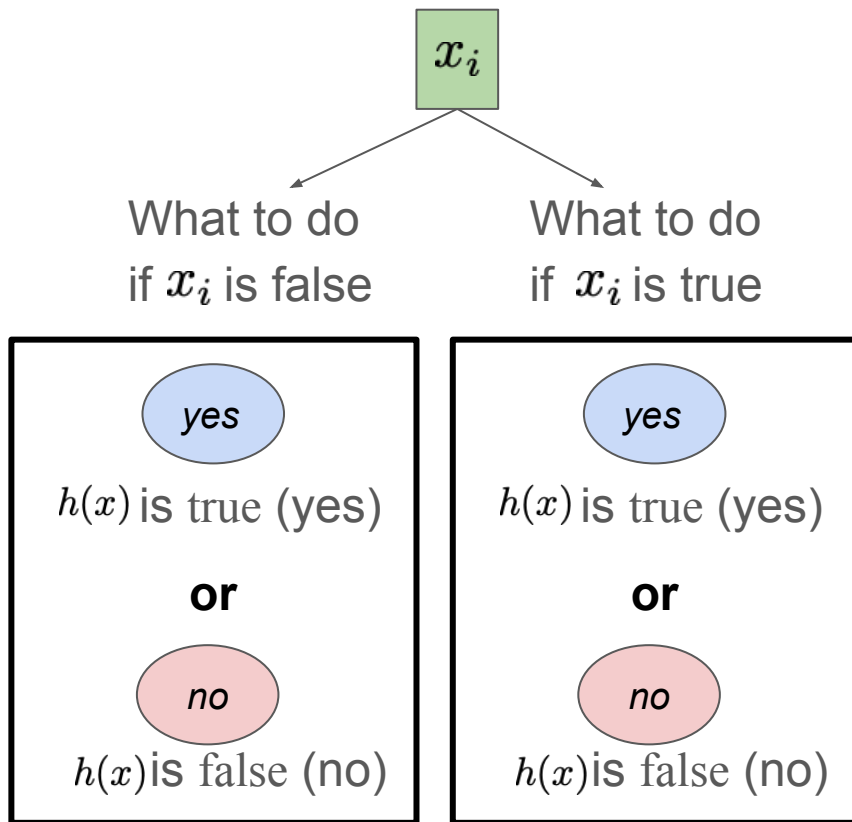 x_i
What to do
if x_i is false
What to do
if x_i is true
yes
h(x) is true (yes)
or
no
h(x) is false (no)
yes
h(x) is true (yes)
or
no
h(x) is false (no)